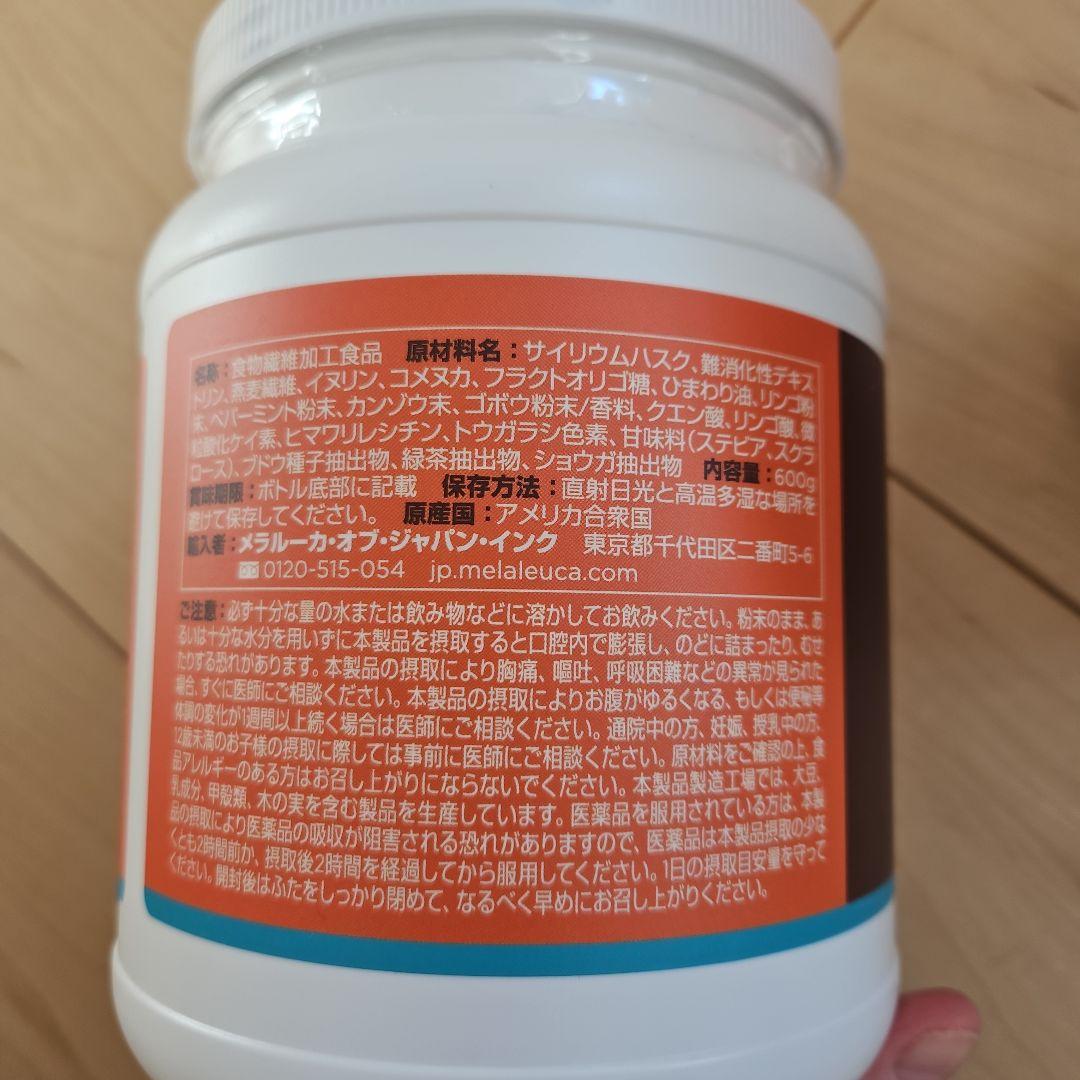 名称：食物繊維加工食品　原材料名：サイリウムハスク、難消化性デキス
トリン、燕麦繊維、イヌリン、コメヌカ、フラクトオリゴ糖、ひまわり油、リンゴ粉
末、ペパーミント粉末、カンゾウ末、ゴボウ粉末/香料、クエン酸、リンゴ酸、微
粒酸化ケイ素、ヒマワリレシチン、トウガラシ色素、甘味料（ステビア、スクラ
ロース）、ブドウ種子抽出物、緑茶抽出物、ショウガ抽出物　内容量：600g
賞味期限：ボトル底部に記載　保存方法：直射日光と高温多湿な場所を
避けて保存してください。　原産国：アメリカ合衆国
輸入者：メラルーカ・オブ・ジャパン・インク　東京都千代田区二番町5-6
0120-515-054　jp.melaleuca.com
ご注意：必ず十分な量の水または飲み物などに溶かしてお飲みください。粉末のまま、あ
るいは十分な水分を用いずに本製品を摂取すると口腔内で膨張し、のどに詰まったり、むせ
たりする恐れがあります。本製品の摂取により胸痛、嘔吐、呼吸困難などの異常が見られた
場合、すぐに医師にご相談ください。本製品の摂取によりお腹がゆるくなる、もしくは便秘等
体調の変化が1週間以上続く場合は医師にご相談ください。通院中の方、妊娠、授乳中の方、
12歳未満のお子様の摂取に際しては事前に医師にご相談ください。原材料をご確認の上、食
品アレルギーのある方はお召し上がりにならないでください。本製品製造工場では、大豆、
乳成分、甲殻類、木の実を含む製品を生産しています。医薬品を服用されている方は、本製
品の摂取により医薬品の吸収が阻害される恐れがありますので、医薬品は本製品摂取の少な
くとも2時間前か、摂取後2時間を経過してから服用してください。1日の摂取目安量を守って
ください。開封後はふたをしっかり閉めて、なるべく早めにお召し上がりください。